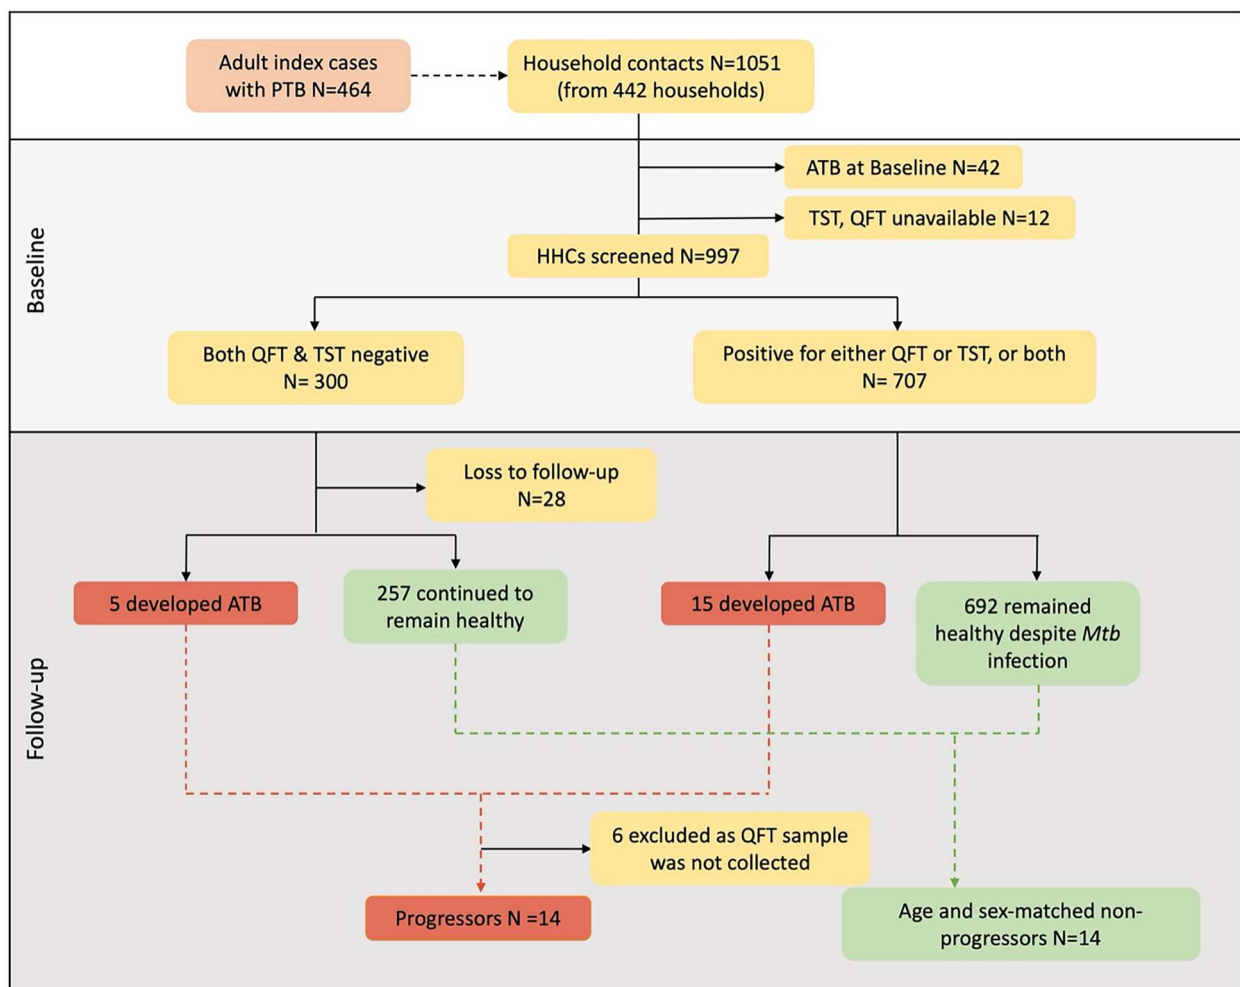 Adult index cases
with PTB N=464
Household contacts N=1051
(from 442 households)
Baseline
ATB at Baseline N=42
TST, QFT unavailable N=12
HHCs screened N=997
Both QFT & TST negative
N= 300
Positive for either QFT or TST, or both
N= 707
Follow-up
Loss to follow-up
N=28
5 developed ATB
257 continued to
remain healthy
15 developed ATB
692 remained
healthy despite Mtb
infection
6 excluded as QFT sample
was not collected
Progressors N =14
Age and sex-matched non-
progressors N=14